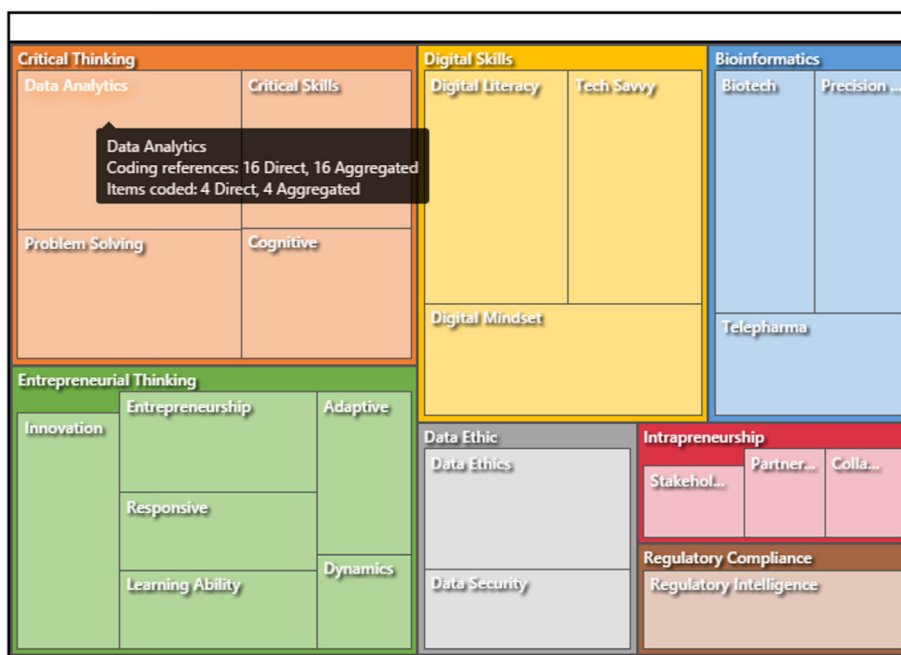 Critical Thinking
Data Analytics
Critical Skills
Data Analytics
Coding references: 16 Direct, 16 Aggregated
Items coded: 4 Direct, 4 Aggregated
Problem Solving
Cognitive
Digital Skills
Digital Literacy
Tech Savvy
Digital Mindset
Bioinformatics
Biotech
Precision ...
Telepharma
Entrepreneurial Thinking
Innovation
Entrepreneurship
Adaptive
Responsive
Learning Ability
Dynamics
Data Ethic
Data Ethics
Data Security
Intrapreneurship
Stakehol...
Partner...
Colla...
Regulatory Compliance
Regulatory Intelligence